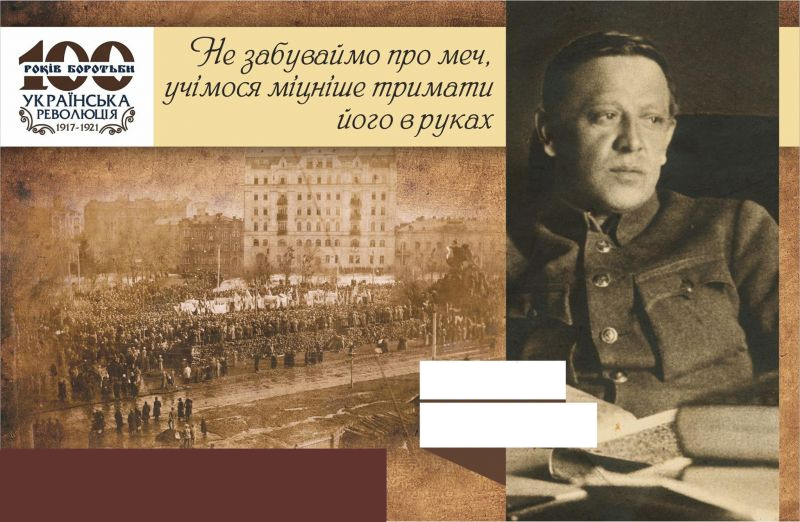 100
РОКІВ БОРОТЬБИ
УКРАЇНСЬКА
РЕВОЛЮЦІЯ
1917-1921
Не забуваймо про меч,
учімося міцніше тримати
його в руках